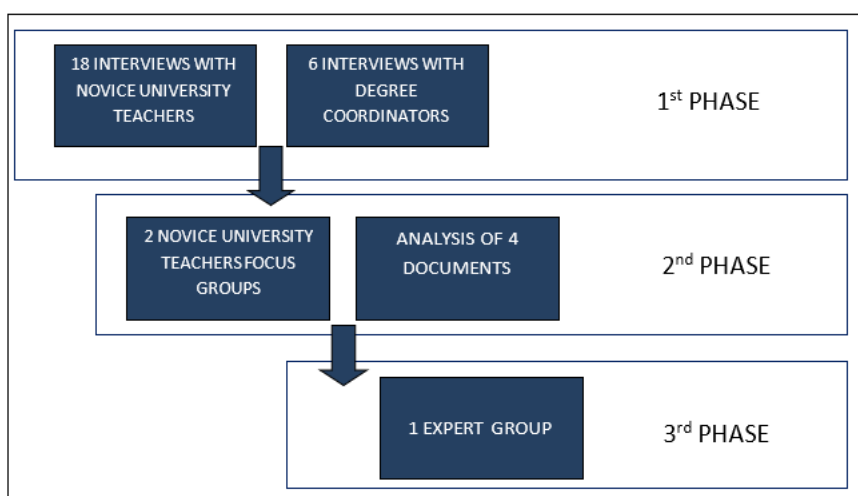 18 INTERVIEWS WITH
NOVICE UNIVERSITY
TEACHERS
6 INTERVIEWS WITH
DEGREE
COORDINATORS
1st PHASE
2 NOVICE UNIVERSITY
TEACHERS FOCUS
GROUPS
ANALYSIS OF 4
DOCUMENTS
2nd PHASE
1 EXPERT GROUP
3rd PHASE